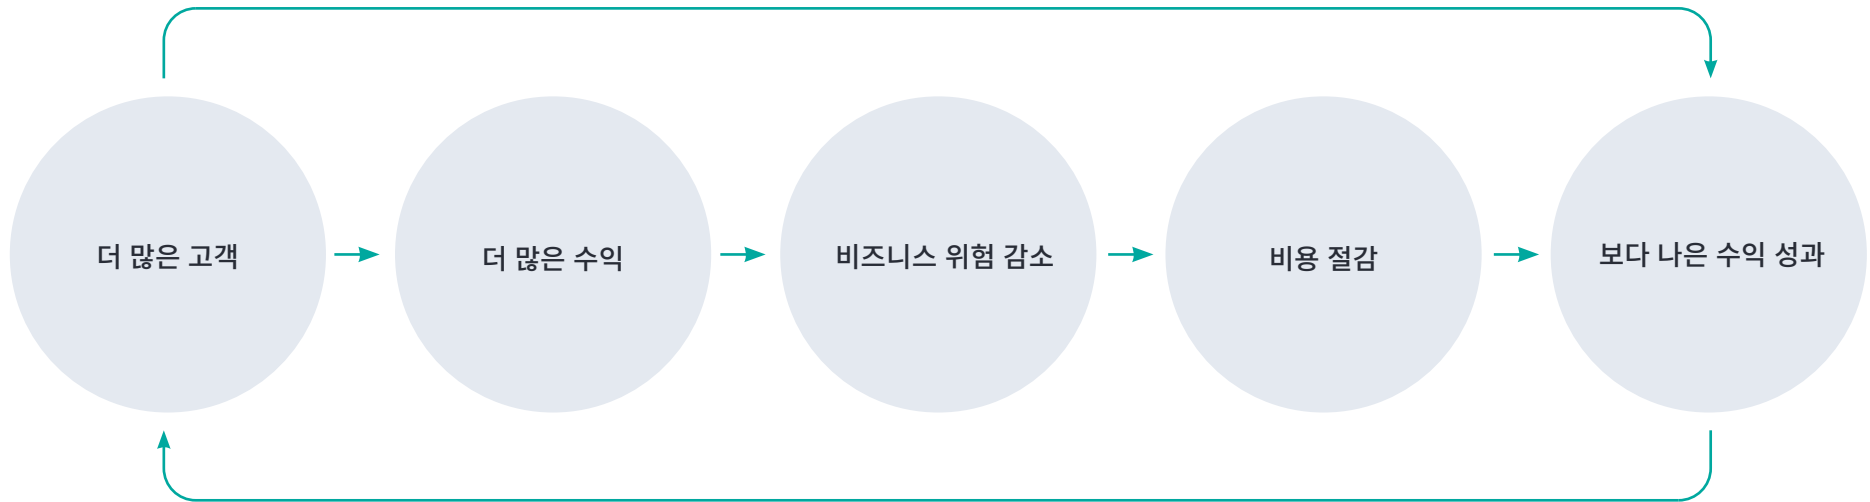 더 많은 고객
더 많은 수익
비즈니스 위험 감소
비용 절감
보다 나은 수익 성과